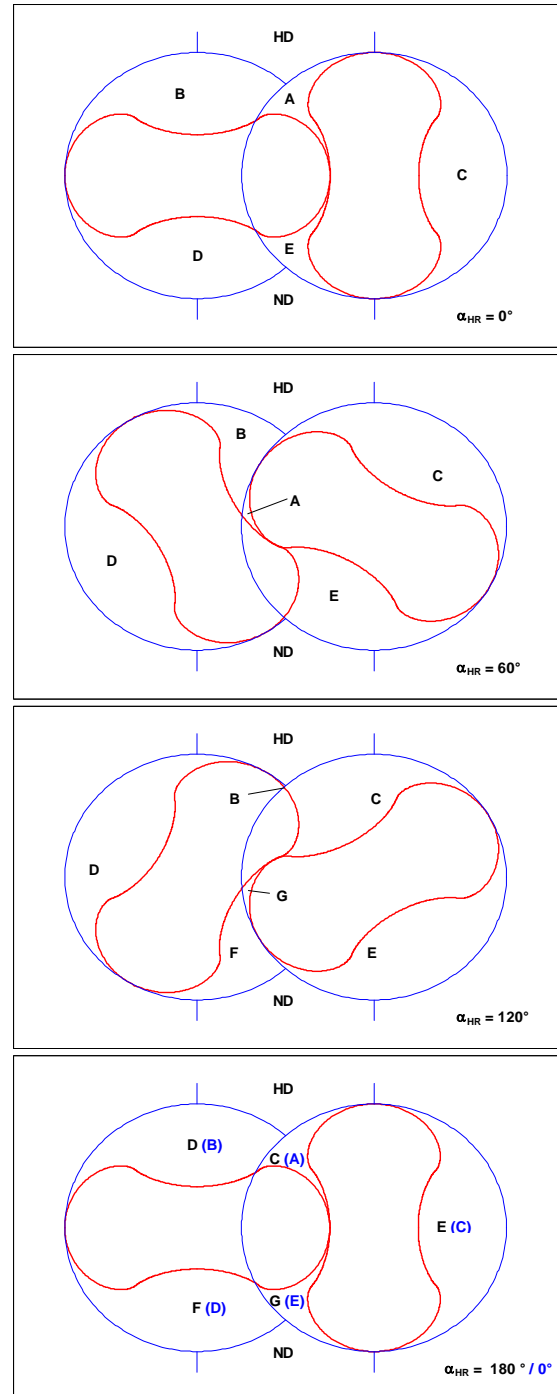 HD
B
A
C
D
E
ND
αHR = 0°
HD
B
C
A
D
E
ND
αHR = 60°
HD
B
C
D
G
F
E
ND
αHR = 120°
HD
D (B)
C (A)
E (C)
F (D)
G (E)
ND
αHR = 180 ° / 0°